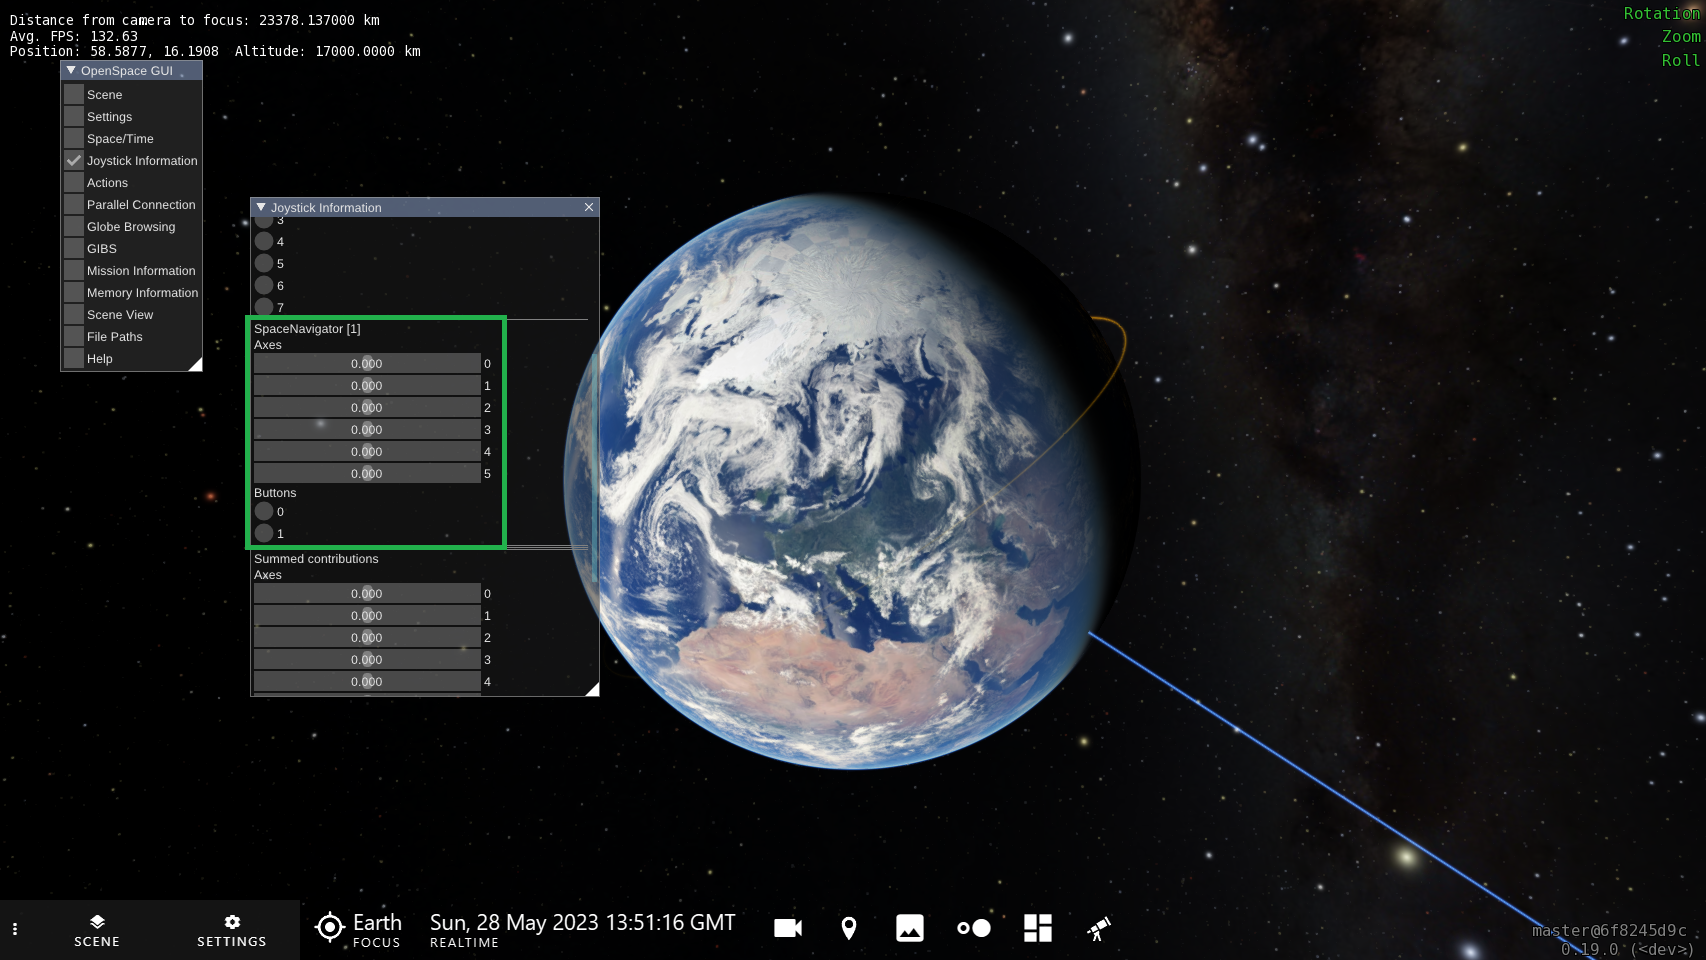 Distance from camera to focus: 23378.137000 km
Avg. FPS: 132.63
Position: 58.5877, 16.1908  Altitude: 17000.0000 km
Rotation
Zoom
Roll
OpenSpace GUI
Scene
Settings
Space/Time
Joystick Information
Actions
Parallel Connection
Globe Browsing
GIBS
Mission Information
Memory Information
Scene View
File Paths
Help
Joystick Information
3
4
5
6
7
SpaceNavigator [1]
Axes
0.000 0
0.000 1
0.000 2
0.000 3
0.000 4
0.000 5
Buttons
0
1
Summed contributions
Axes
0.000 0
0.000 1
0.000 2
0.000 3
0.000 4
SCENE
SETTINGS
Earth
FOCUS
Sun, 28 May 2023 13:51:16 GMT
REALTIME
master@6f8245d9c
0.19.0 (<dev>)